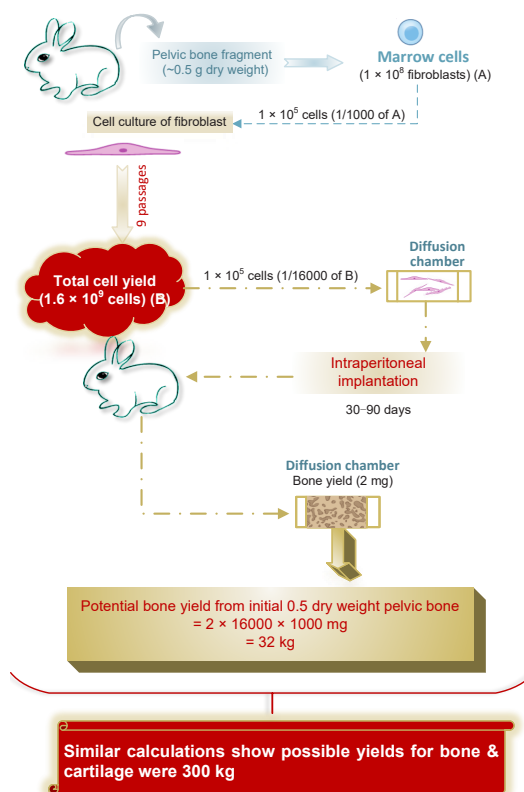 Pelvic bone fragment
(~0.5 g dry weight)
Marrow cells
(1 × 10⁸ fibroblasts) (A)
1 × 10⁵ cells (1/1000 of A)
Cell culture of fibroblast
9 passages
Total cell yield
(1.6 × 10⁹ cells) (B)
1 × 10⁵ cells (1/16000 of B)
Diffusion
chamber
Intraperitoneal
implantation
30-90 days
Diffusion chamber
Bone yield (2 mg)
Potential bone yield from initial 0.5 dry weight pelvic bone
= 2 × 16000 × 1000 mg
= 32 kg
Similar calculations show possible yields for bone &
cartilage were 300 kg